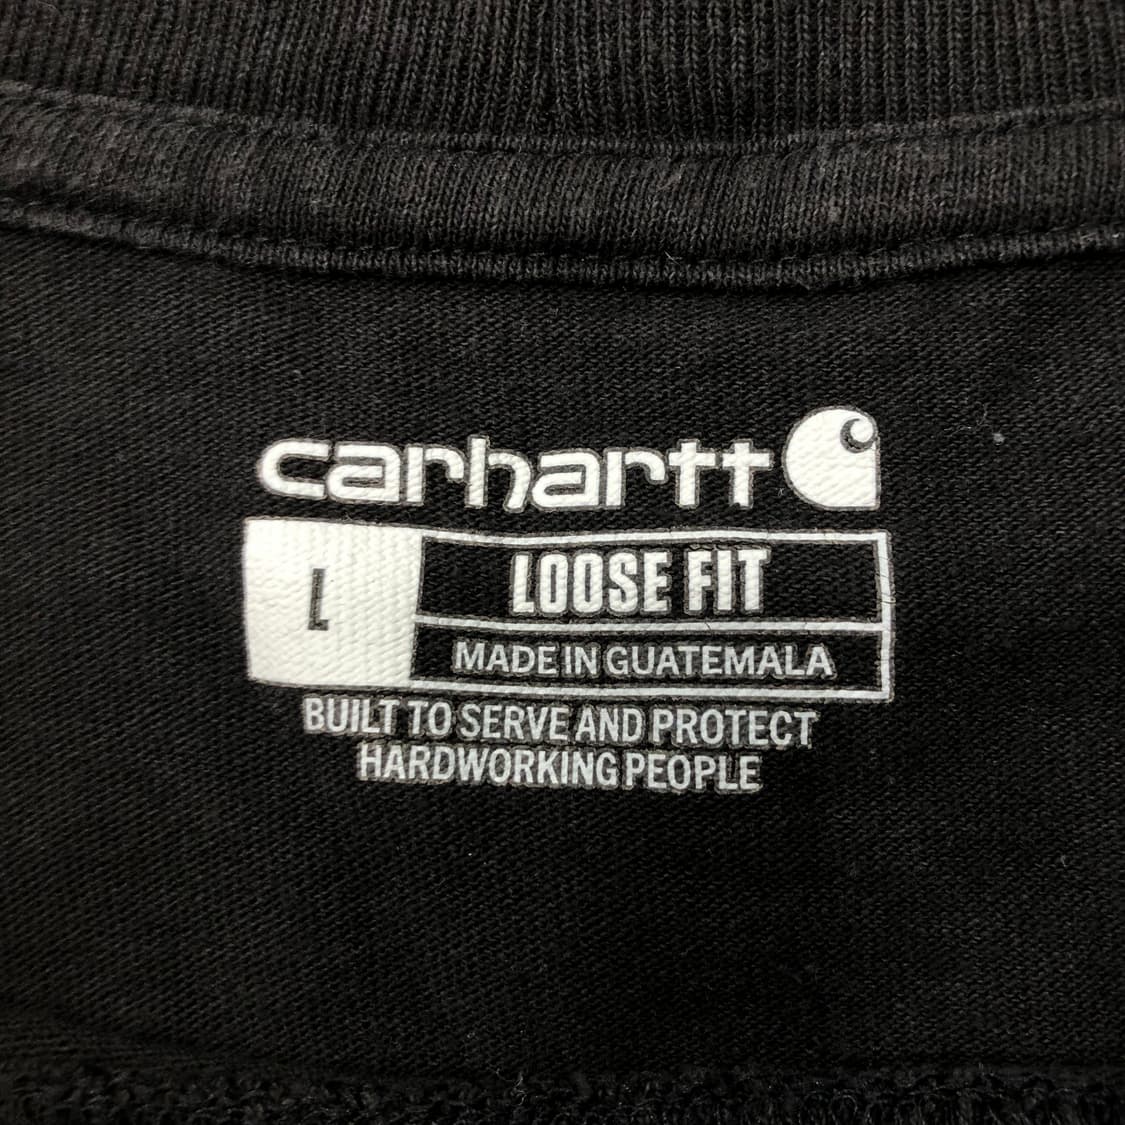 carhartt
L
LOOSE FIT
MADE IN GUATEMALA
BUILT TO SERVE AND PROTECT
HARDWORKING PEOPLE